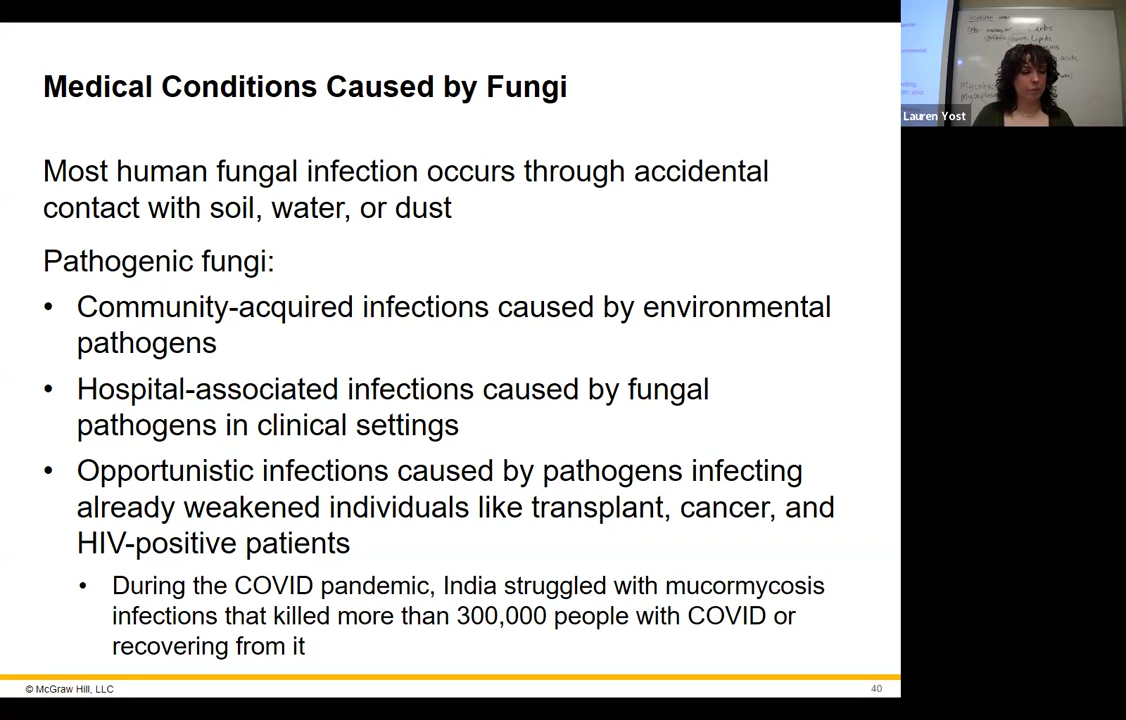 Medical Conditions Caused by Fungi
Most human fungal infection occurs through accidental
contact with soil, water, or dust
Pathogenic fungi:
• Community-acquired infections caused by environmental
pathogens
• Hospital-associated infections caused by fungal
pathogens in clinical settings
• Opportunistic infections caused by pathogens infecting
already weakened individuals like transplant, cancer, and
HIV-positive patients
• During the COVID pandemic, India struggled with mucormycosis
infections that killed more than 300,000 people with COVID or
recovering from it
© McGraw Hill, LLC
40
Carbs
Lipids
Lauren Yost